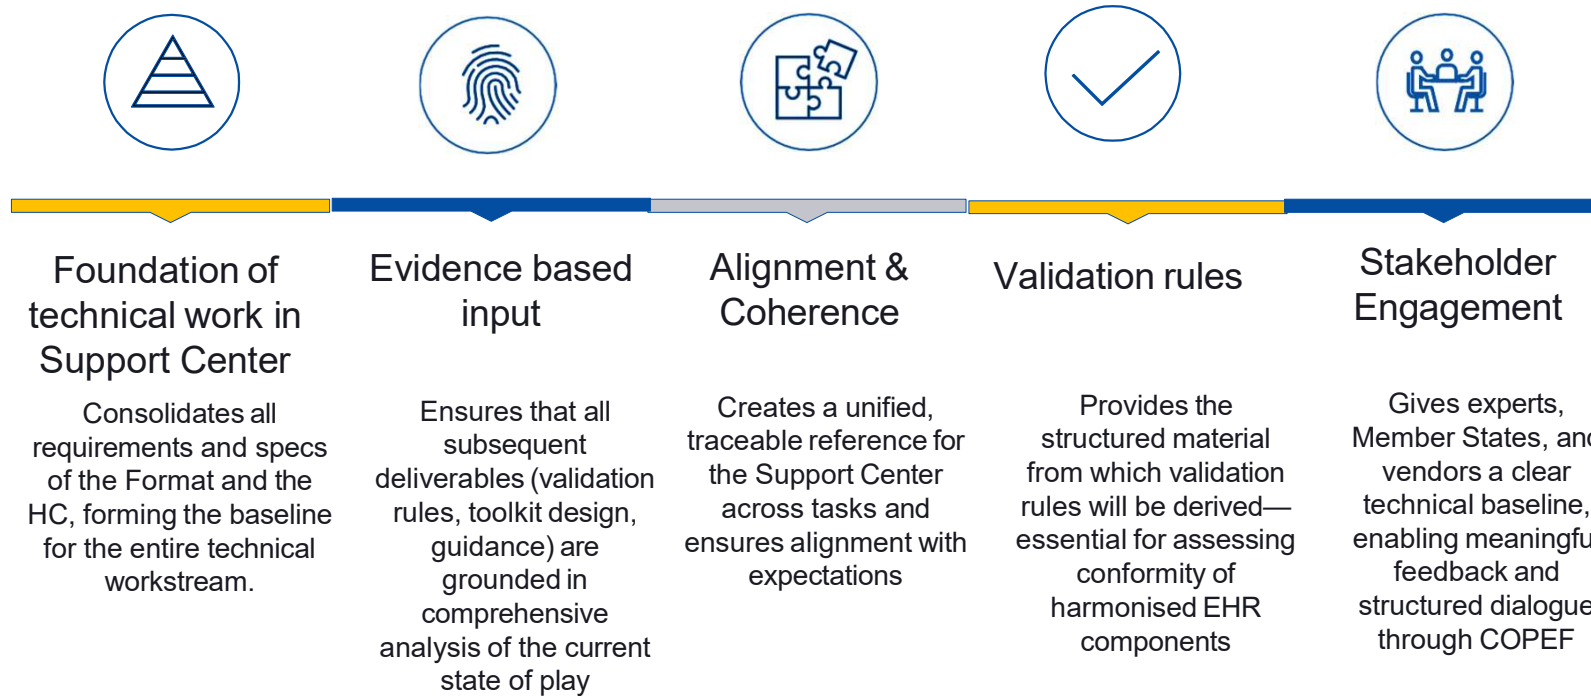 Foundation of
technical work in
Support Center
Consolidates all
requirements and specs
of the Format and the
HC, forming the baseline
for the entire technical
workstream.
Evidence based
input
Ensures that all
subsequent
deliverables (validation
rules, toolkit design,
guidance) are
grounded in
comprehensive
analysis of the current
state of play
Alignment &
Coherence
Creates a unified,
traceable reference for
the Support Center
across tasks and
ensures alignment with
expectations
Validation rules
Provides the
structured material
from which validation
rules will be derived—
essential for assessing
conformity of
harmonised EHR
components
Stakeholder
Engagement
Gives experts,
Member States, and
vendors a clear
technical baseline,
enabling meaningfu
feedback and
structured dialogue
through COPEF